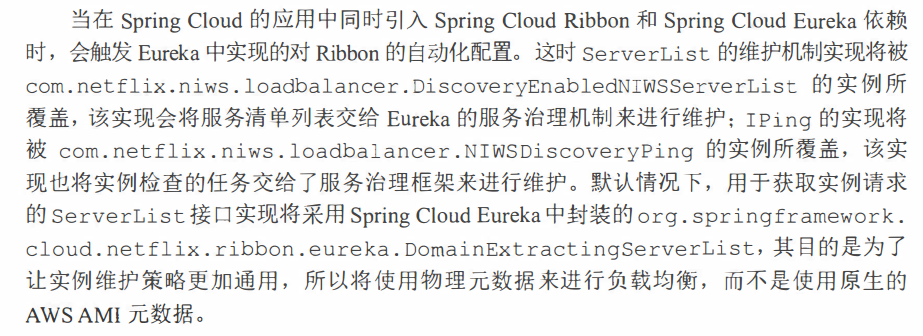 当在 Spring Cloud 的应用中同时引入 Spring Cloud Ribbon 和 Spring Cloud Eureka 依赖
时，会触发 Eureka 中实现的对 Ribbon 的自动化配置。这时 ServerList 的维护机制实现将被
com.netflix.niws.loadbalancer.DiscoveryEnabledNIWSServerList 的实例所
覆盖，该实现会将服务清单列表交给 Eureka 的服务治理机制来进行维护；IPing 的实现将
被 com.netflix.niws.loadbalancer.NIWSDiscoveryPing 的实例所覆盖，该实
现也将实例检查的任务交给了服务治理框架来进行维护。默认情况下，用于获取实例请求
的 ServerList 接口实现将采用 Spring Cloud Eureka 中封装的 org.springframework.
cloud.netflix.ribbon.eureka.DomainExtractingServerList，其目的是为了
让实例维护策略更加通用，所以将使用物理元数据来进行负载均衡，而不是使用原生的
AWS AMI 元数据。